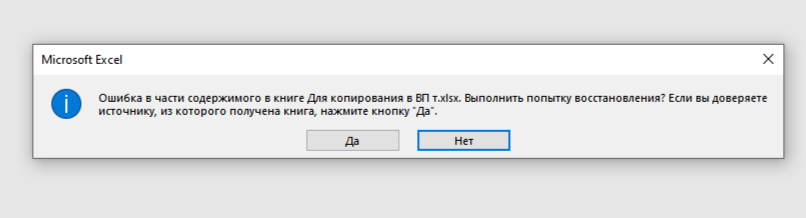 Microsoft Excel
Ошибка в части содержимого в книге Для копирования в ВП т.xlsx. Выполнить попытку восстановления? Если вы доверяете
источнику, из которого получена книга, нажмите кнопку "Да".
Да Нет